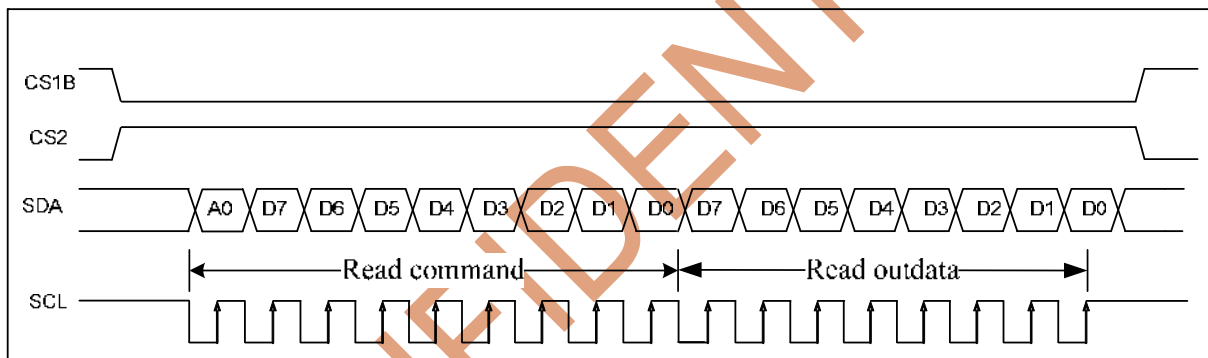 CS1B
CS2
SDA A0 D7 D6 D5 D4 D3 D2 D1 D0 D7 D6 D5 D4 D3 D2 D1 D0
Read command Read outdata
SCL